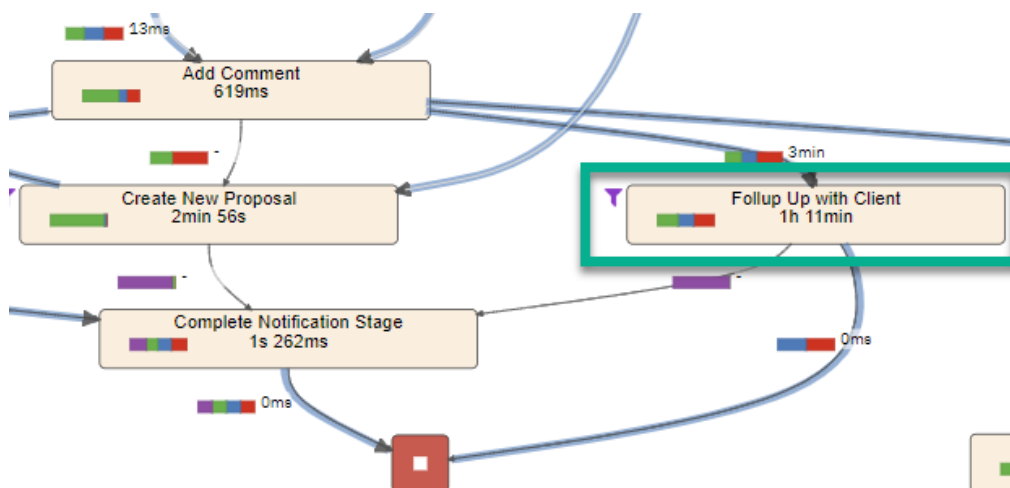 13ms
Add Comment
619ms
-
3min
Create New Proposal
2min 56s
Follup Up with Client
1h 11min
-
-
Complete Notification Stage
1s 262ms
0ms
0ms